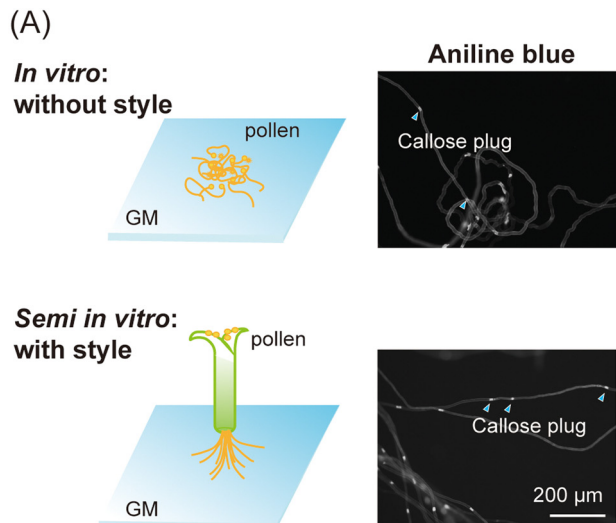 (A)
In vitro:
without style
pollen
GM
Aniline blue
Callose plug
Semi in vitro:
with style
pollen
GM
Callose plug
200 µm